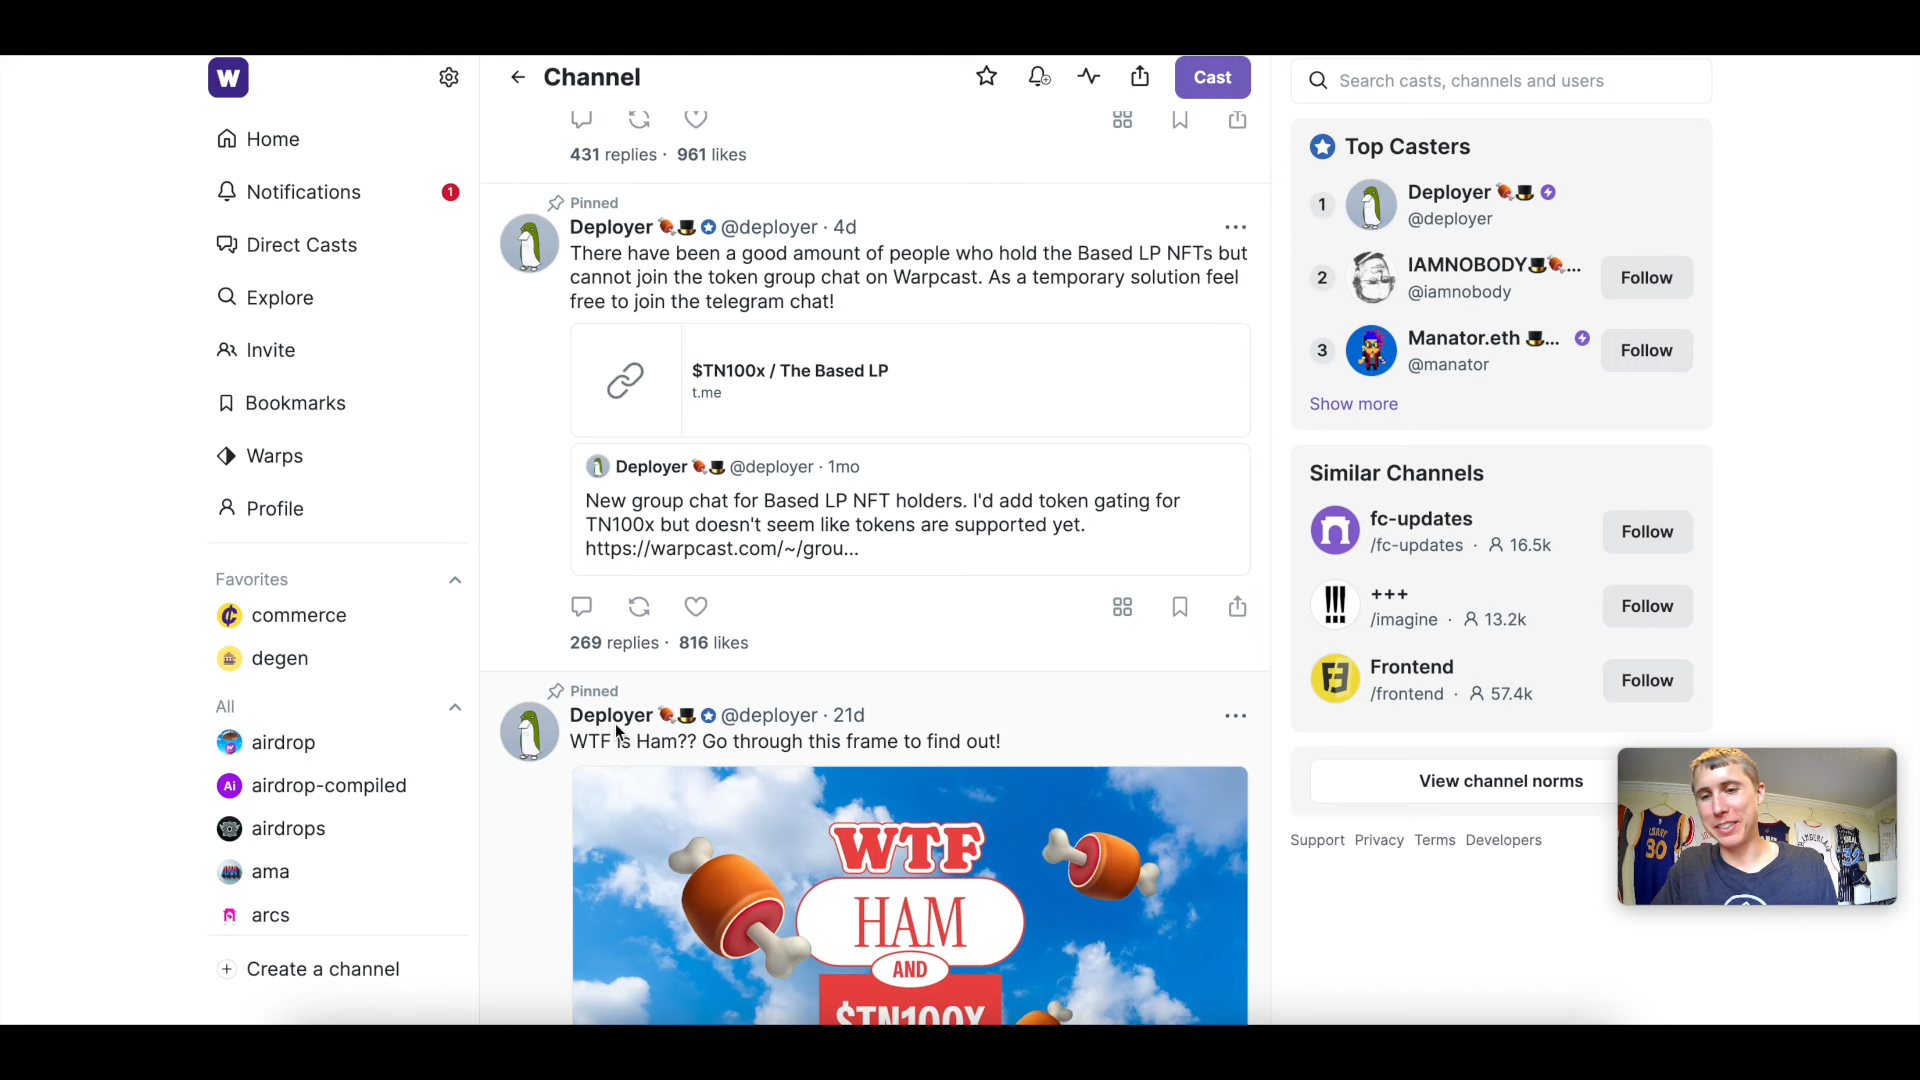 W
Channel
Cast
Search casts, channels and users
Home
Notifications
1
Direct Casts
Explore
Invite
Bookmarks
Warps
Profile
Favorites
commerce
degen
All
airdrop
Ai
airdrop-compiled
airdrops
ama
arcs
Create a channel
431 replies · 961 likes
Pinned
Deployer @deployer · 4d
There have been a good amount of people who hold the Based LP NFTs but
cannot join the token group chat on Warpcast. As a temporary solution feel
free to join the telegram chat!
$TN100x / The Based LP
t.me
Deployer @deployer · 1mo
New group chat for Based LP NFT holders. I'd add token gating for
TN100x but doesn't seem like tokens are supported yet.
https://warpcast.com/~/grou...
269 replies · 816 likes
Pinned
Deployer @deployer · 21d
WTF is Ham?? Go through this frame to find out!
WTF
HAM
AND
$TN100X
Top Casters
1
Deployer
@deployer
2
IAMNOBODY...
@iamnobody
Follow
3
Manator.eth ...
@manator
Follow
Show more
Similar Channels
fc-updates
/fc-updates · 16.5k
Follow
!!!
+++
/imagine · 13.2k
Follow
Frontend
/frontend · 57.4k
Follow
View channel norms
Support Privacy Terms Developers
30